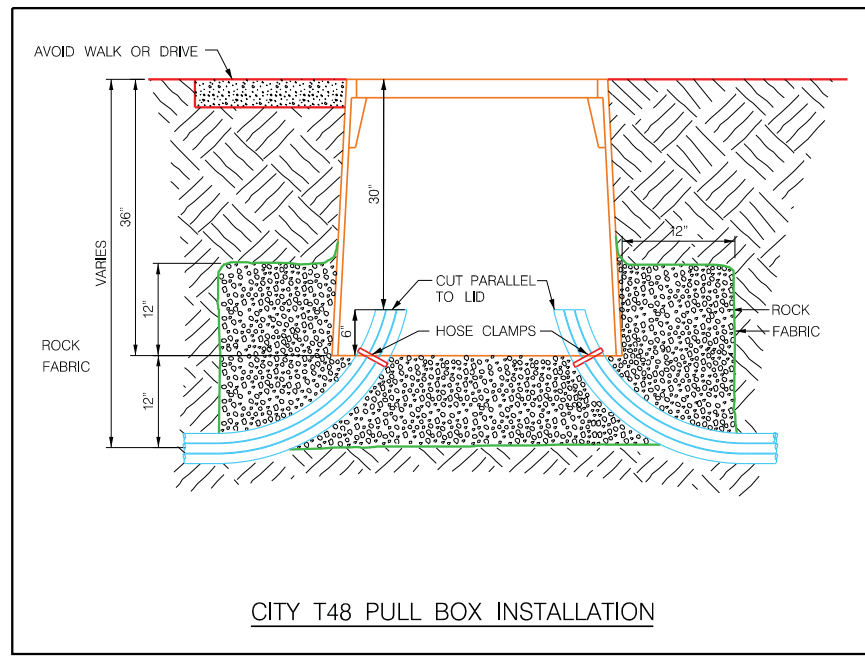 AVOID WALK OR DRIVE
30"
36"
12"
VARIES
12"
CUT PARALLEL
TO LID
ROCK
6"
HOSE CLAMPS
FABRIC
ROCK
FABRIC
12"
12"
CITY T48 PULL BOX INSTALLATION